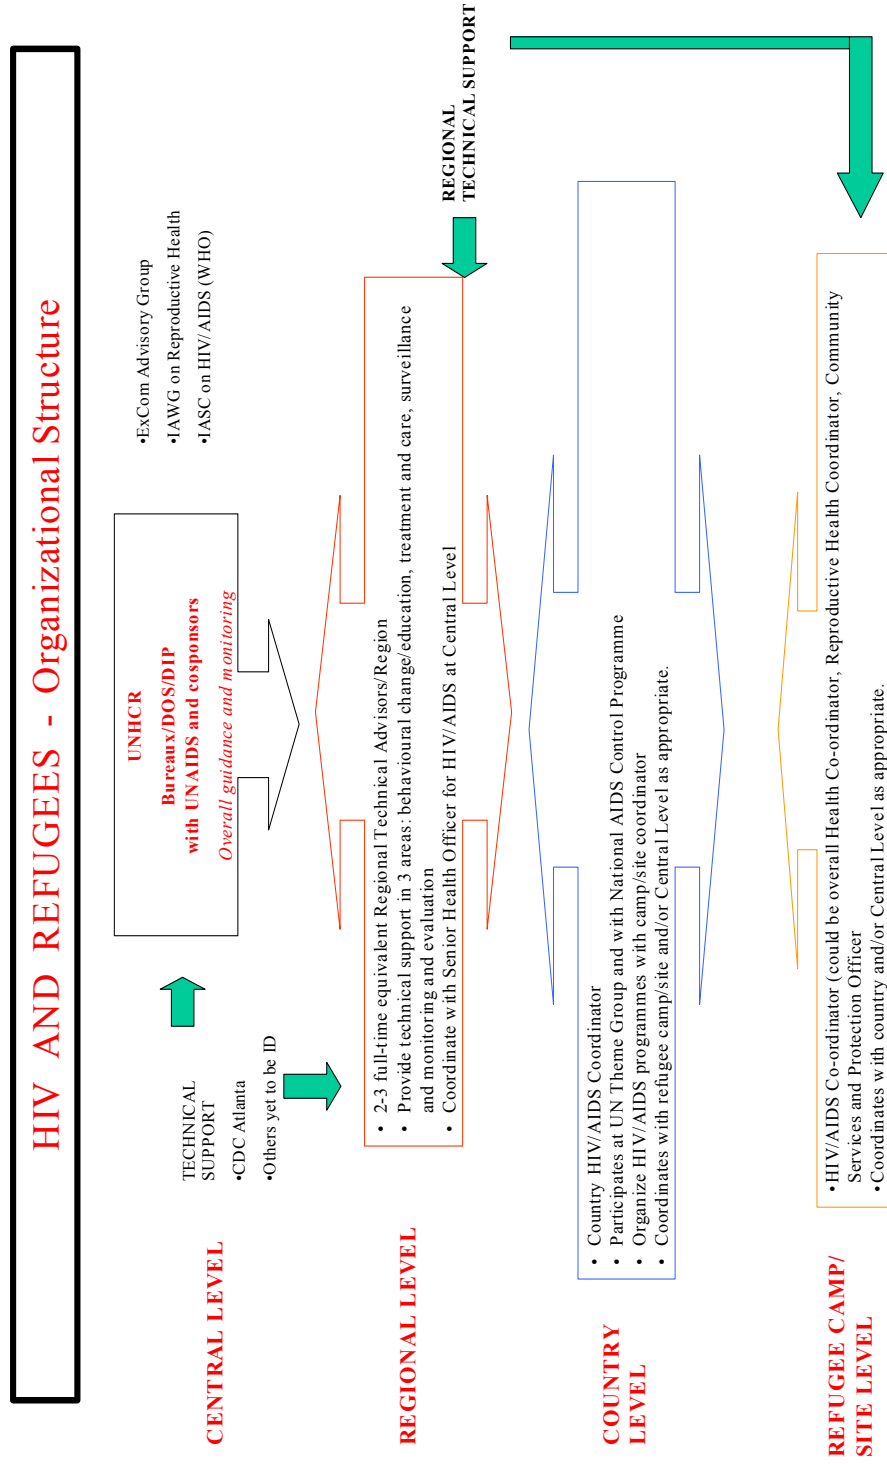 HIV AND REFUGEES - Organizational Structure
CENTRAL LEVEL
TECHNICAL
SUPPORT
•CDC Atlanta
•Others yet to be ID
UNHCR
Bureaux/DOS/DIP
with UNAIDS and cosponsors
Overall guidance and monitoring
•ExCom Advisory Group
•IAWG on Reproductive Health
•IASC on HIV/AIDS (WHO)
REGIONAL LEVEL
• 2-3 full-time equivalent Regional Technical Advisors/Region
• Provide technical support in 3 areas: behavioural change/education, treatment and care, surveillance
and monitoring and evaluation
• Coordinate with Senior Health Officer for HIV/AIDS at Central Level
REGIONAL
TECHNICAL SUPPORT
COUNTRY
LEVEL
• Country HIV/AIDS Coordinator
• Participates at UN Theme Group and with National AIDS Control Programme
• Organize HIV/AIDS programmes with camp/site coordinator
• Coordinates with refugee camp/site and/or Central Level as appropriate.
REFUGEE CAMP/
SITE LEVEL
•HIV/AIDS Co-ordinator (could be overall Health Co-ordinator, Reproductive Health Coordinator, Community
Services and Protection Officer
•Coordinates with country and/or Central Level as appropriate.